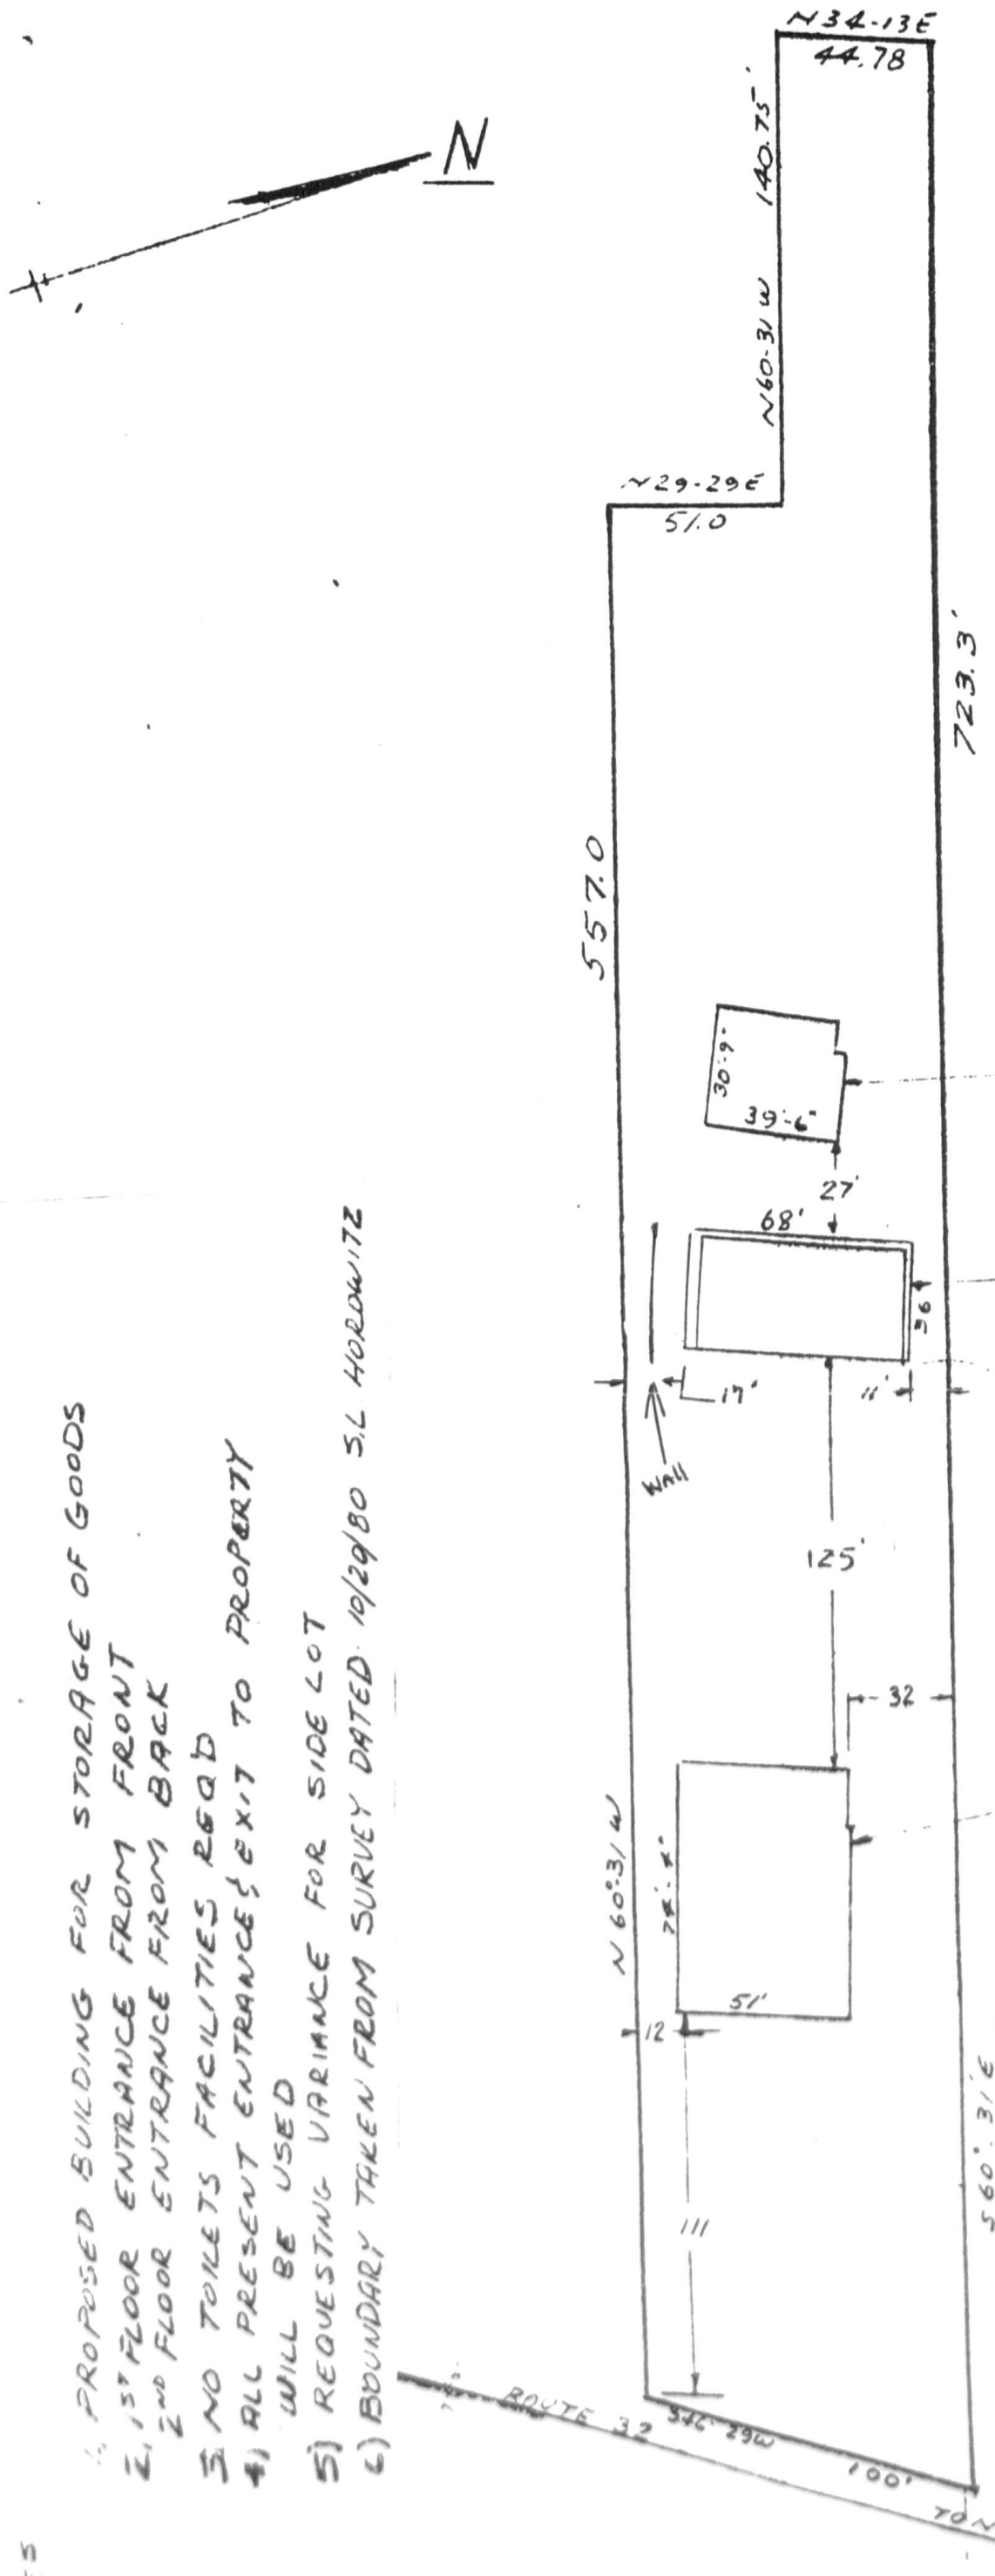 1. PROPOSED BUILDING FOR STORAGE OF GOODS
2. 1ST FLOOR ENTRANCE FROM FRONT
2ND FLOOR ENTRANCE FROM BACK
3. NO TOILETS FACILITIES REQ'D
4) ALL PRESENT ENTRANCE & EXIT TO PROPERTY
WILL BE USED
5) REQUESTING VARIANCE FOR SIDE LOT
6) BOUNDARY TAKEN FROM SURVEY DATED 10/29/80 S.L. HOROWITZ
N
N34-13E
44.78
140.75'
N60-31W
N29-29E
51.0
723.3'
557.0
30'-9"
39'-6"
27'
68'
36
17'
11'
WAll
125'
32
N60°-31W
51'
12
111
S60°-31'E
ROUTE 32
29W
100'